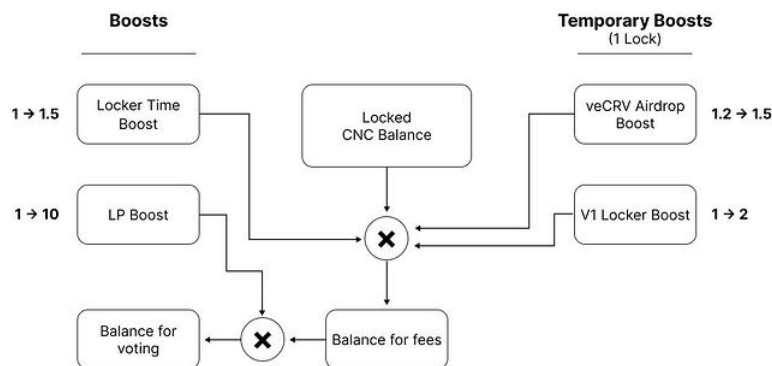 Boosts
Temporary Boosts
(1 Lock)
1 → 1.5
Locker Time
Boost
Locked
CNC Balance
veCRV Airdrop
Boost
1.2 → 1.5
1 → 10
LP Boost
V1 Locker Boost
1 → 2
Balance for
voting
Balance for fees